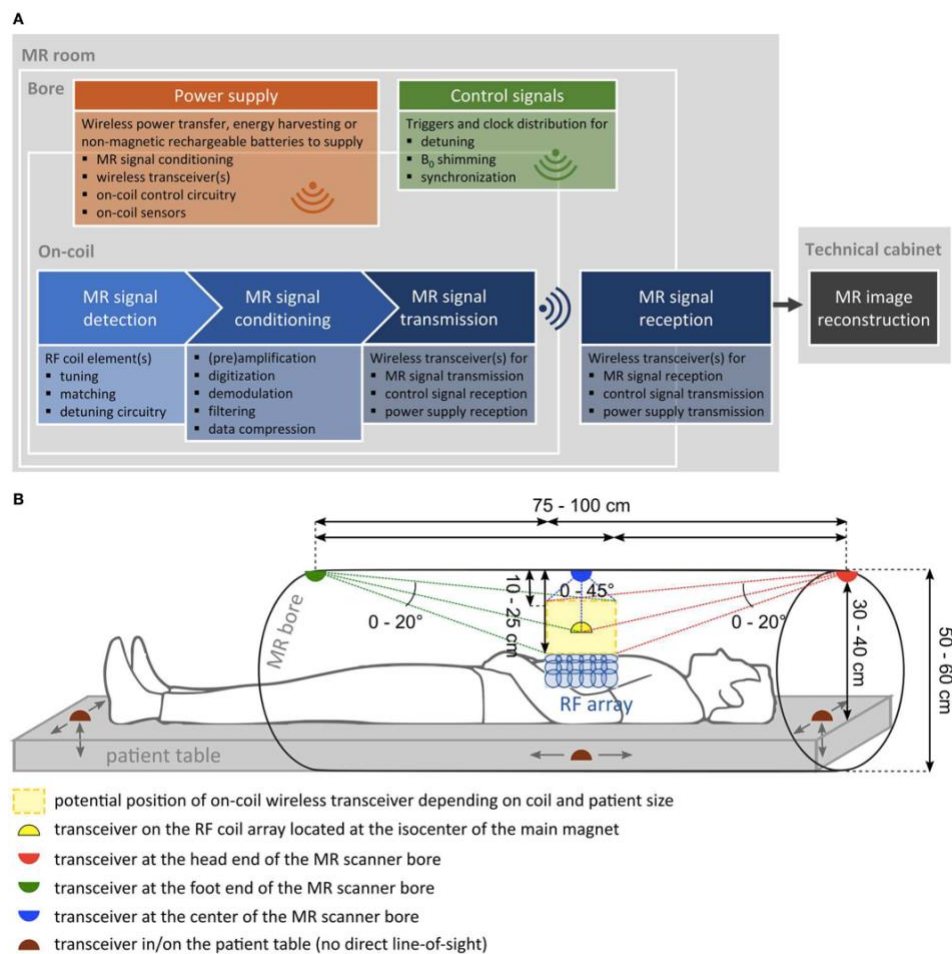 A
MR room
Bore
Power supply
Wireless power transfer, energy harvesting or
non-magnetic rechargeable batteries to supply
▪ MR signal conditioning
▪ wireless transceiver(s)
▪ on-coil control circuitry
▪ on-coil sensors
Control signals
Triggers and clock distribution for
▪ detuning
▪ B₀ shimming
▪ synchronization
On-coil
MR signal
detection
RF coil element(s)
▪ tuning
▪ matching
▪ detuning circuitry
MR signal
conditioning
▪ (pre)amplification
▪ digitization
▪ demodulation
▪ filtering
▪ data compression
MR signal
transmission
Wireless transceiver(s) for
▪ MR signal transmission
▪ control signal reception
▪ power supply reception
MR signal
reception
Wireless transceiver(s) for
▪ MR signal reception
▪ control signal transmission
▪ power supply transmission
Technical cabinet
MR image
reconstruction
B
75 - 100 cm
MR bore
0 - 20°
10 - 25 cm
0 - 45°
0 - 20°
30 - 40 cm
50 - 60 cm
RF array
patient table
potential position of on-coil wireless transceiver depending on coil and patient size
transceiver on the RF coil array located at the isocenter of the main magnet
transceiver at the head end of the MR scanner bore
transceiver at the foot end of the MR scanner bore
transceiver at the center of the MR scanner bore
transceiver in/on the patient table (no direct line-of-sight)